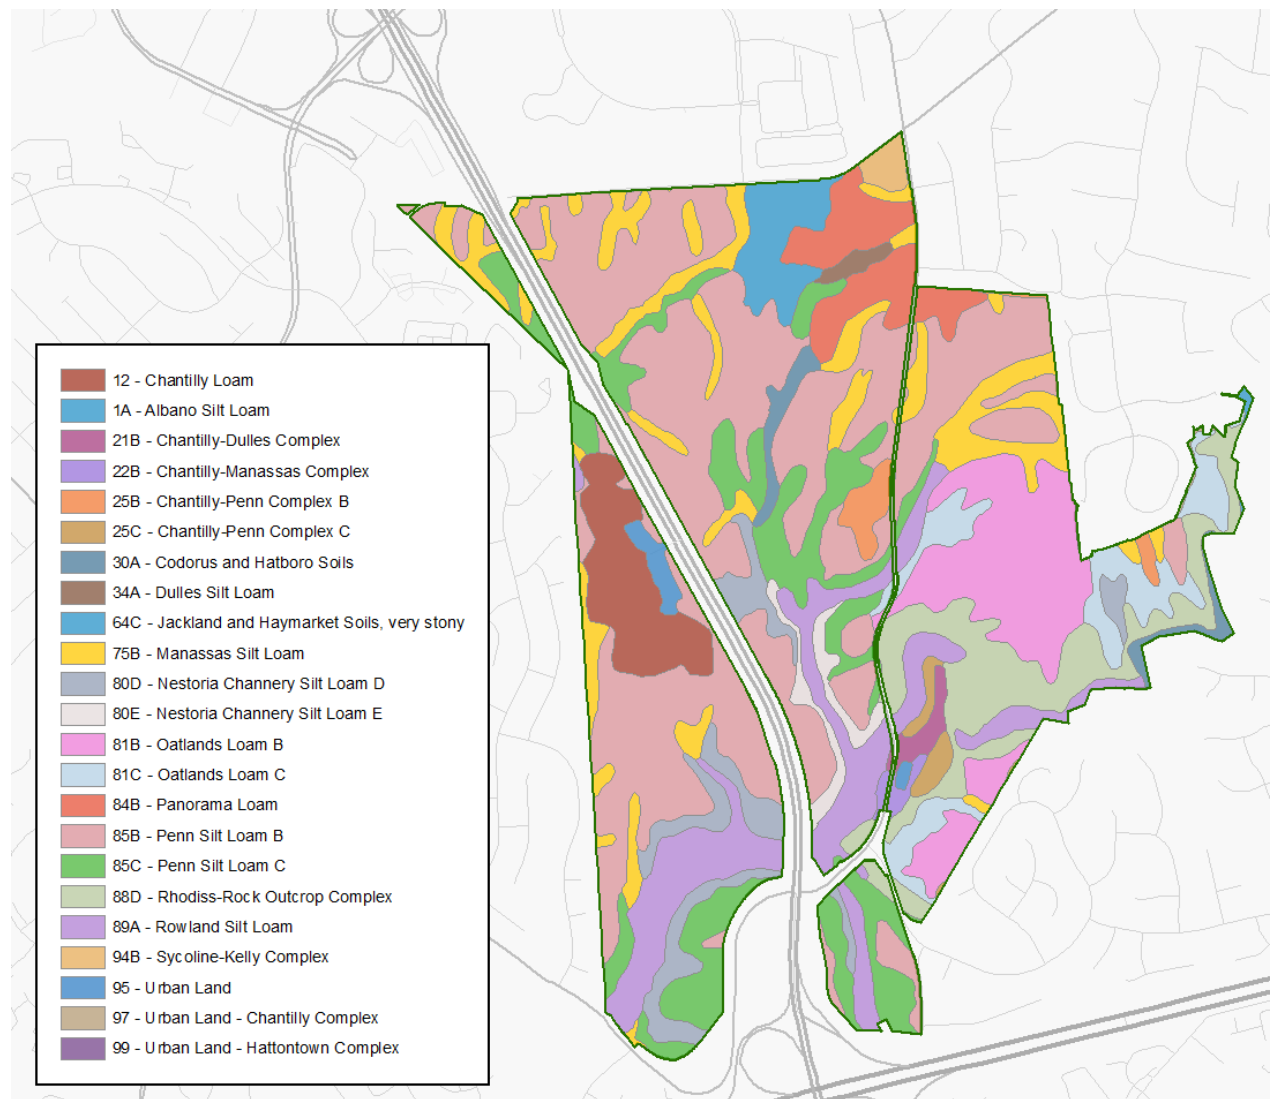 12 - Chantilly Loam
1A - Albano Silt Loam
21B - Chantilly-Dulles Complex
22B - Chantilly-Manassas Complex
25B - Chantilly-Penn Complex B
25C - Chantilly-Penn Complex C
30A - Codorus and Hatboro Soils
34A - Dulles Silt Loam
64C - Jackland and Haymarket Soils, very stony
75B - Manassas Silt Loam
80D - Nestoria Channery Silt Loam D
80E - Nestoria Channery Silt Loam E
81B - Oatlands Loam B
81C - Oatlands Loam C
84B - Panorama Loam
85B - Penn Silt Loam B
85C - Penn Silt Loam C
88D - Rhodiss-Rock Outcrop Complex
89A - Rowland Silt Loam
94B - Sycoline-Kelly Complex
95 - Urban Land
97 - Urban Land - Chantilly Complex
99 - Urban Land - Hattontown Complex